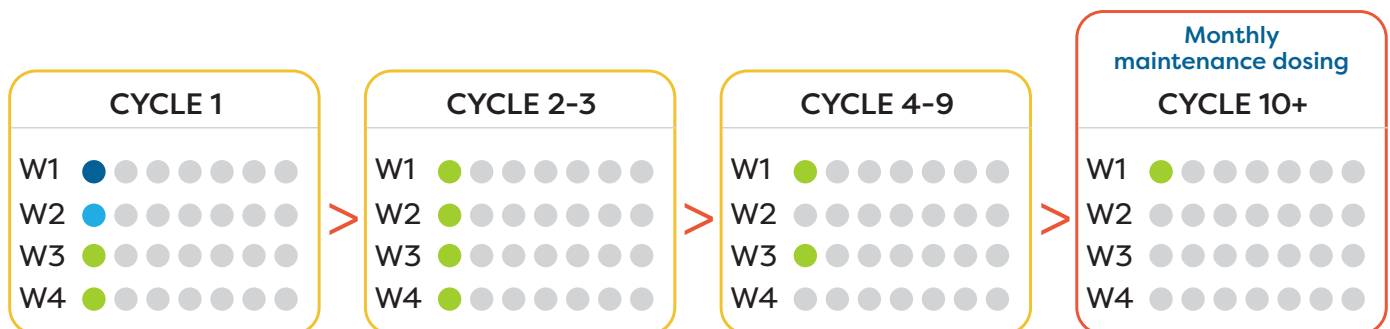 CYCLE 1
W1
W2
W3
W4
>
CYCLE 2-3
W1
W2
W3
W4
>
CYCLE 4-9
W1
W2
W3
W4
>
Monthly
maintenance dosing
CYCLE 10+
W1
W2
W3
W4